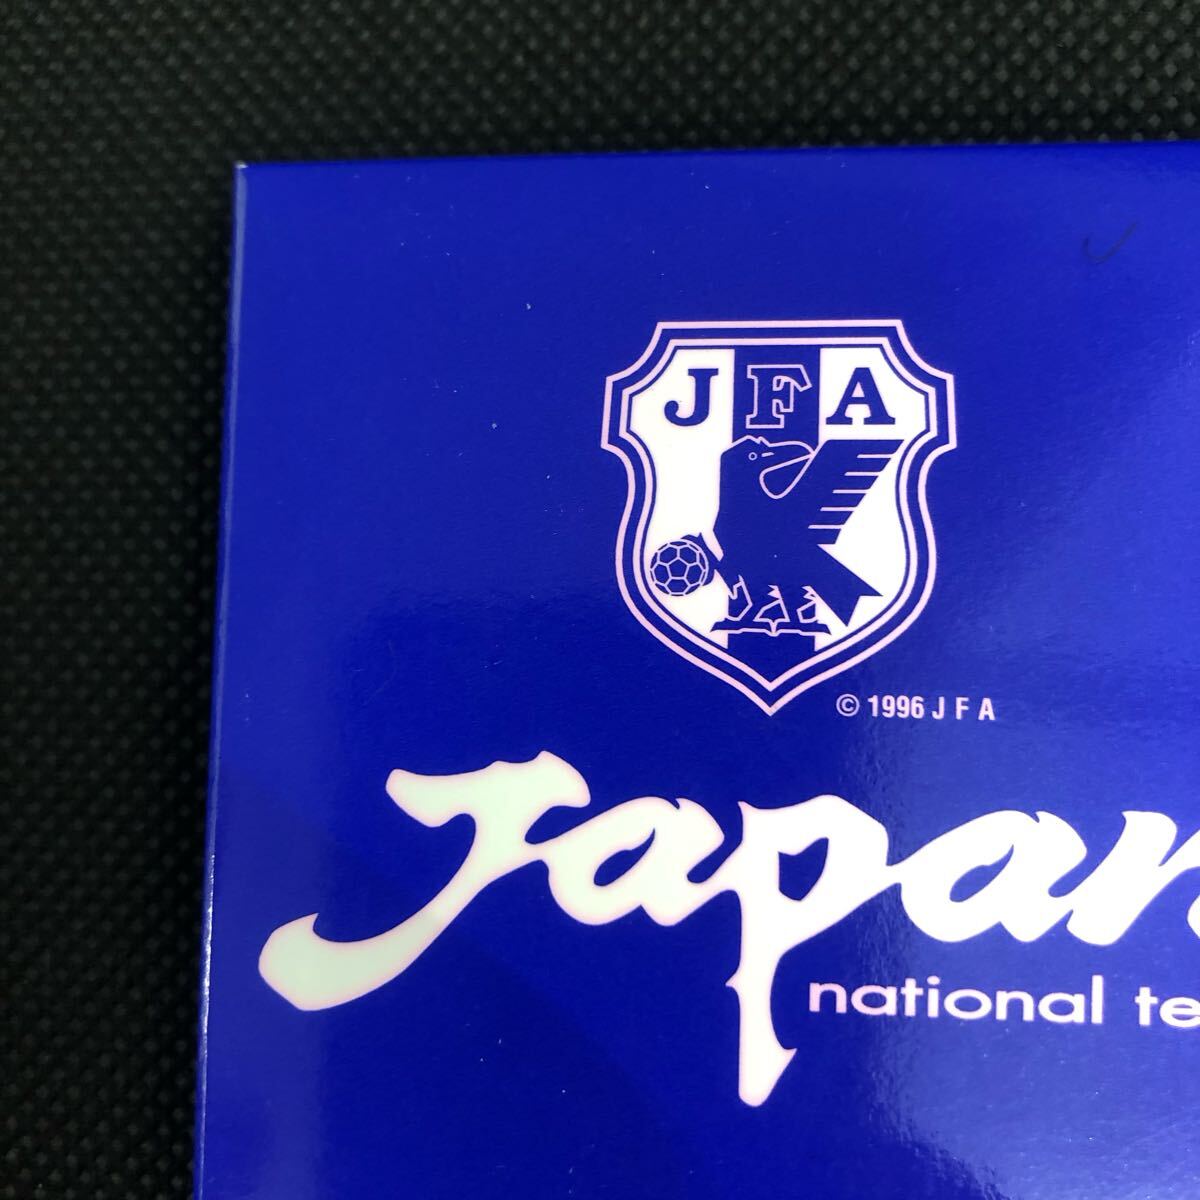 JFA
© 1996 J F A
Japan
national te